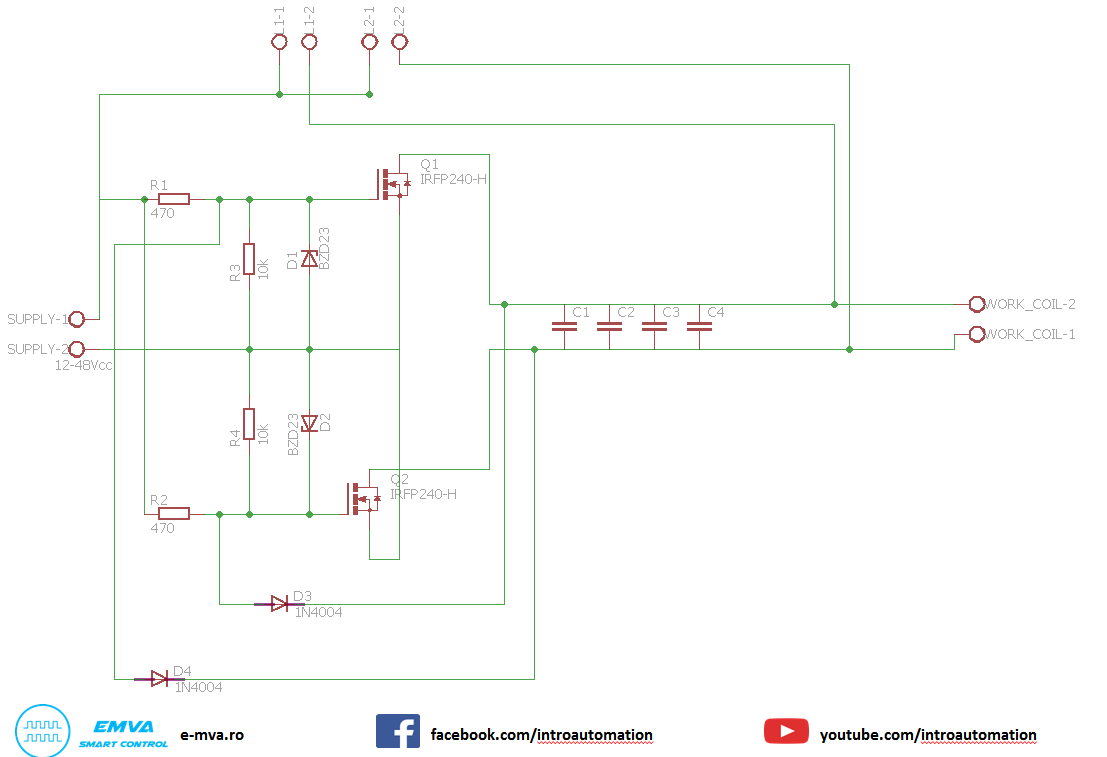 L1-1
L1-2
L2-1
L2-2
Q1
IRFP240-H
R1
470
R3
10k
D1
BZD23
SUPPLY-1
SUPPLY-2
12-48Vcc
C1
C2
C3
C4
WORK_COIL-2
WORK_COIL-1
R4
10k
BZD23
D2
Q2
IRFP240-H
R2
470
D3
1N4004
D4
1N4004
EMVA
SMART CONTROL
e-mva.ro
facebook.com/introautomation
youtube.com/introautomation